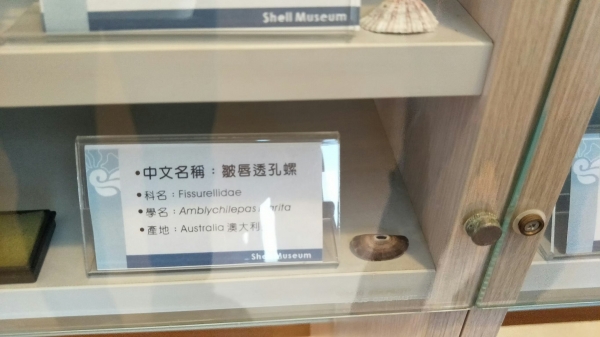 Shell Museum
•中文名稱：皺唇透孔螺
•科名：Fissurellidae
•學名：Amblychilepas
•產地：Australia 澳大利
Shell Museum